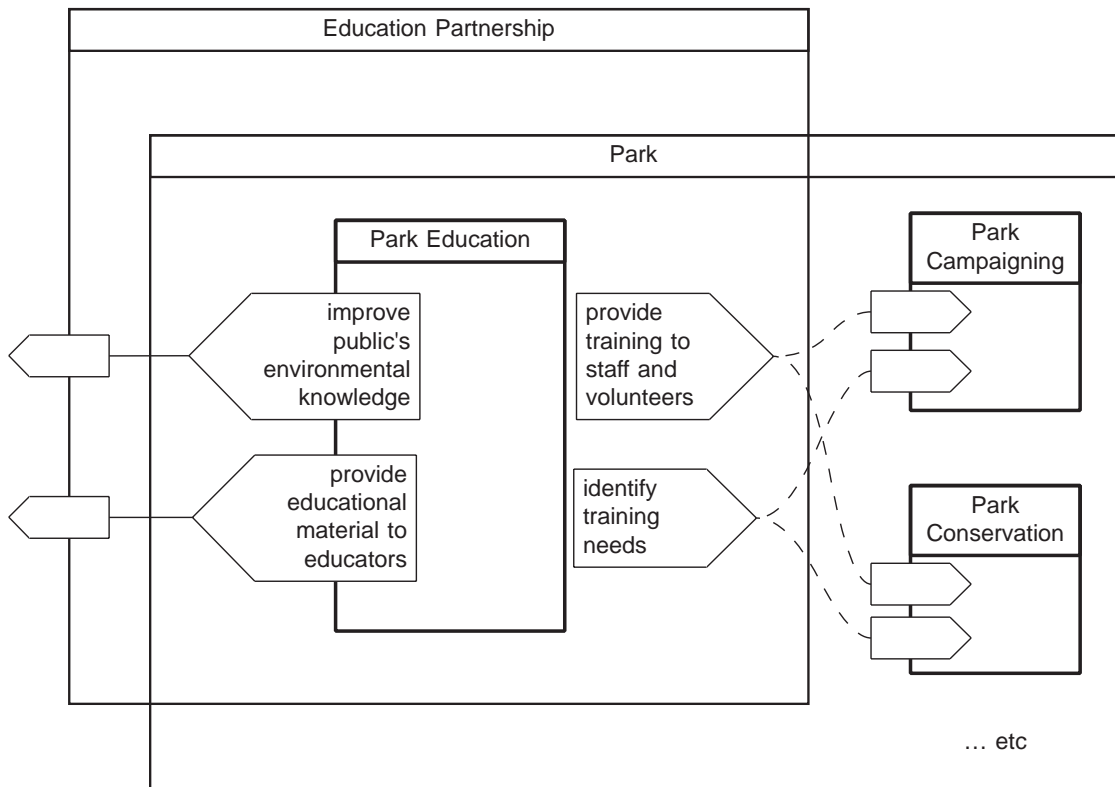 Education Partnership
Park
Park Education
Park
Campaigning
improve
public's
environmental
knowledge
provide
training to
staff and
volunteers
provide
educational
material to
educators
identify
training
needs
Park
Conservation
… etc